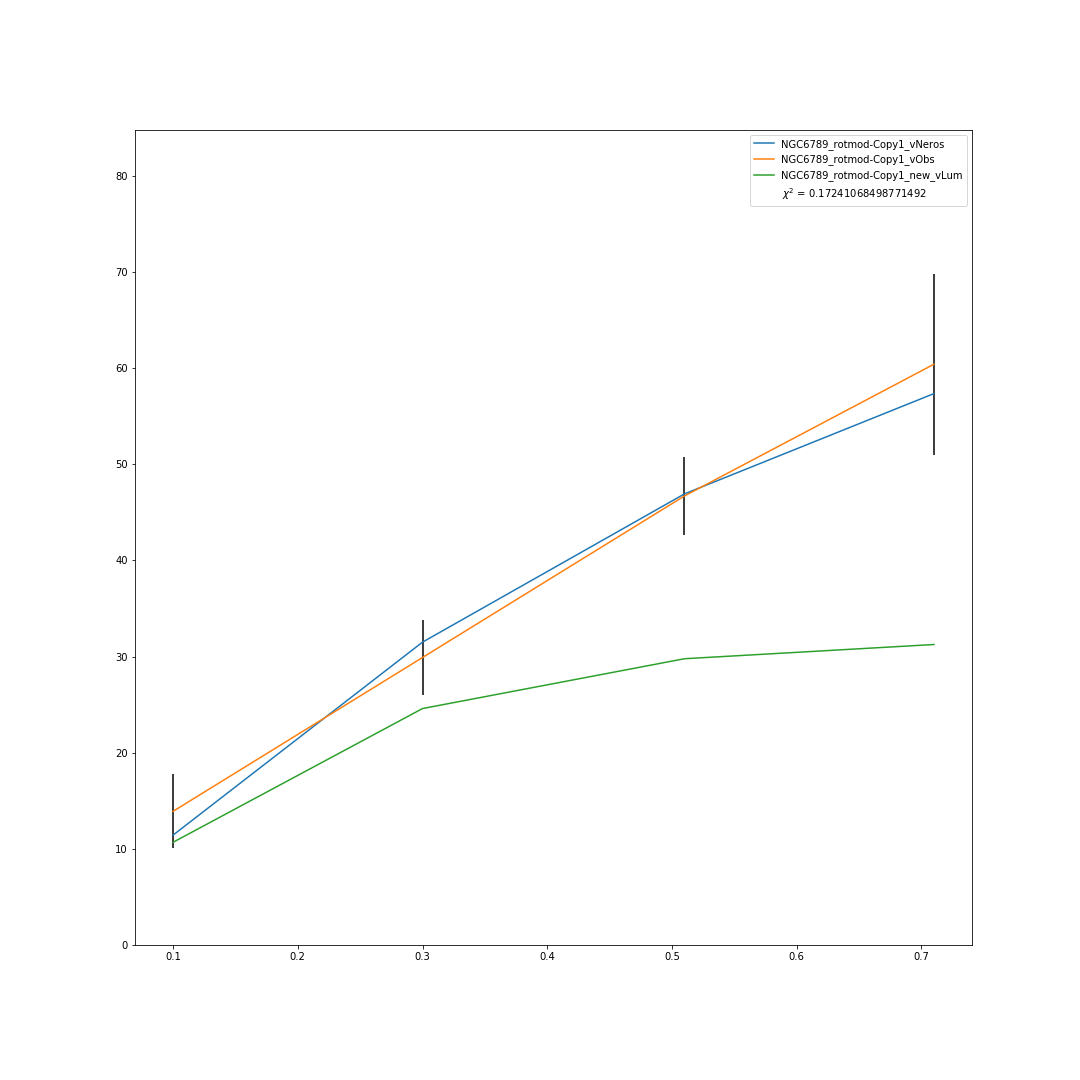 NGC6789_rotmod-Copy1_vNeros
NGC6789_rotmod-Copy1_vObs
NGC6789_rotmod-Copy1_new_vLum
χ² = 0.17241068498771492
80
70
60
50
40
30
20
10
0
0.1 0.2 0.3 0.4 0.5 0.6 0.7